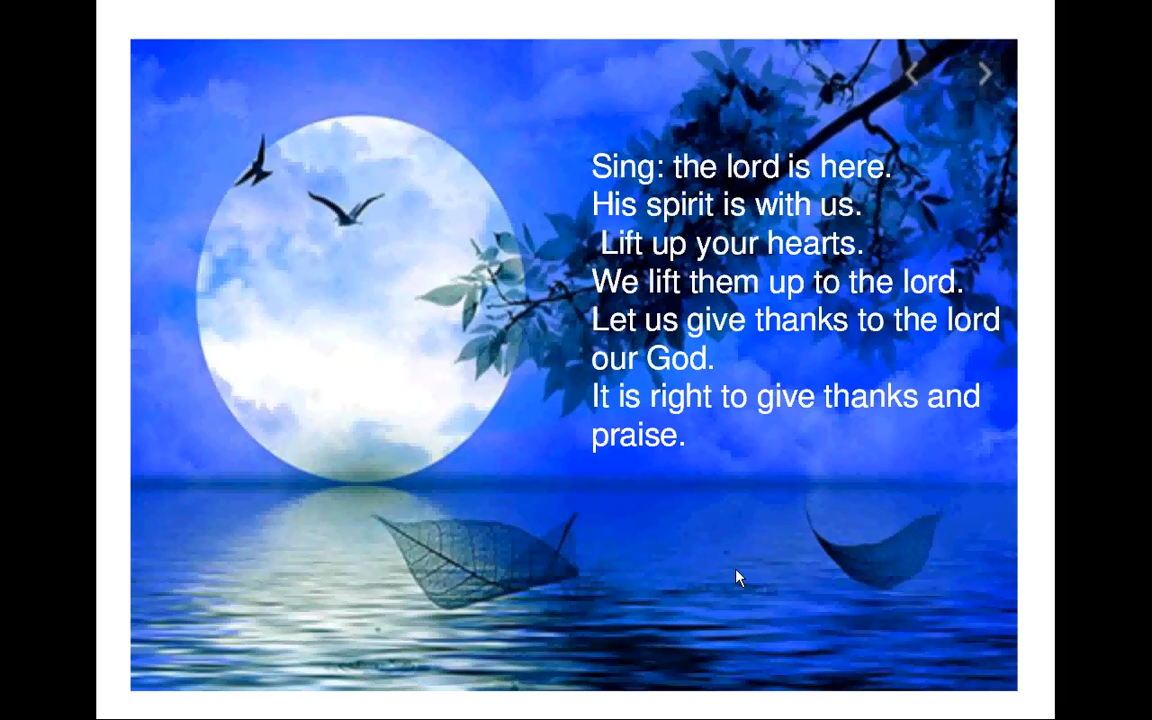 Sing: the lord is here.
His spirit is with us.
Lift up your hearts.
We lift them up to the lord.
Let us give thanks to the lord
our God.
It is right to give thanks and
praise.